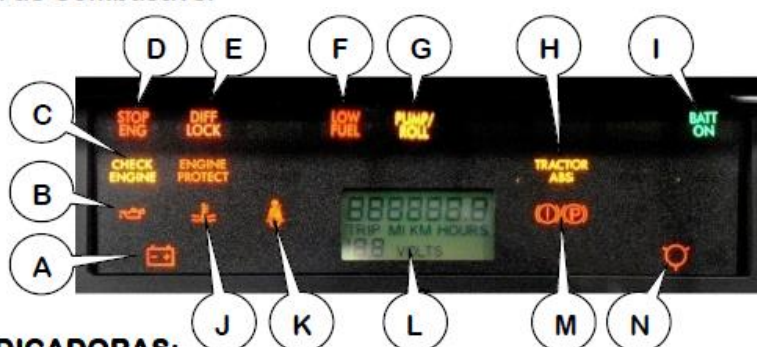 D E F G H I
STOP ENG
DIFF LOCK
LOW FUEL
PUMP/ROLL
BATT ON
C
CHECK ENGINE
ENGINE PROTECT
TRACTOR ABS
B
888888.8
TRIP MI KM HOURS
VOLTS
A
J K L M N